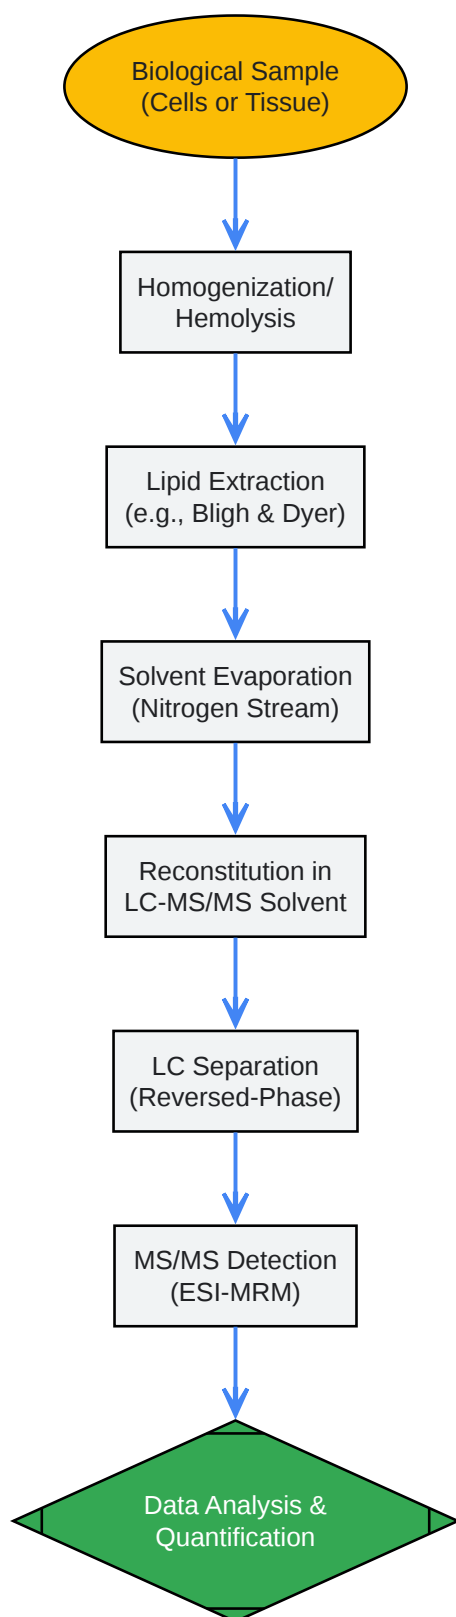 Biological Sample
(Cells or Tissue)
Homogenization/
Hemolysis
Lipid Extraction
(e.g., Bligh & Dyer)
Solvent Evaporation
(Nitrogen Stream)
Reconstitution in
LC-MS/MS Solvent
LC Separation
(Reversed-Phase)
MS/MS Detection
(ESI-MRM)
Data Analysis &
Quantification